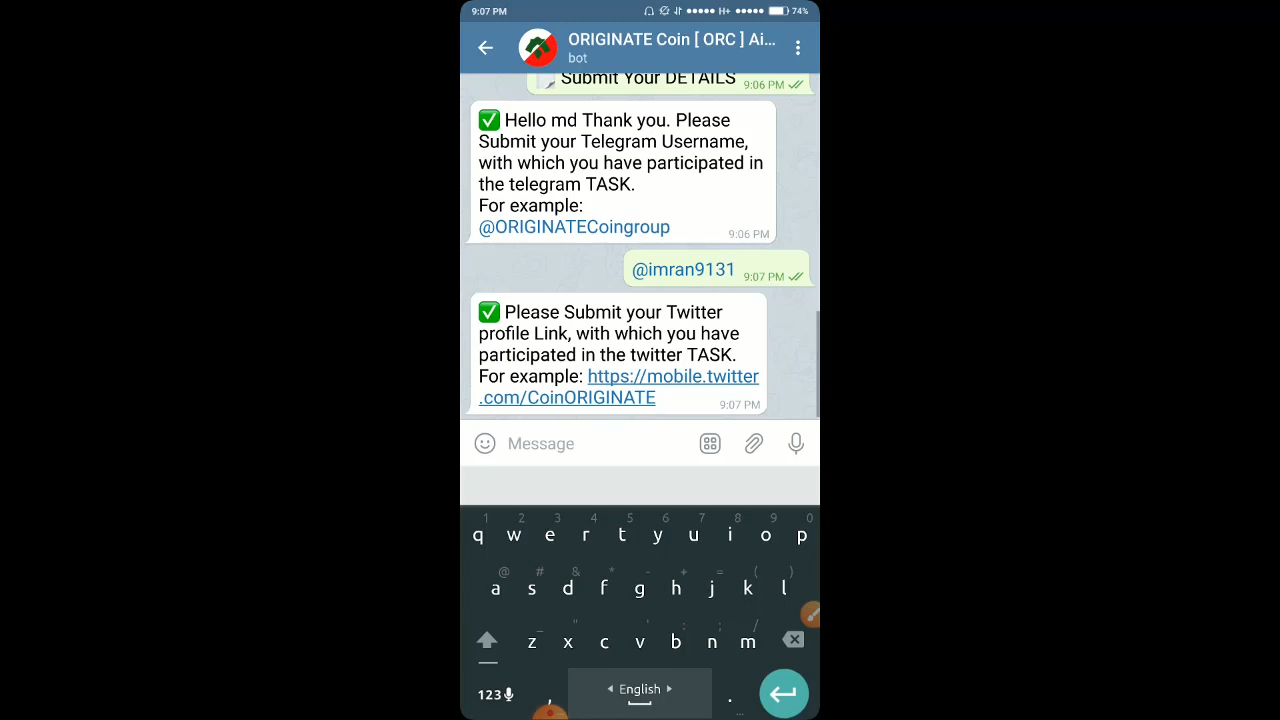 9:07 PM H+ 74%
ORIGINATE Coin [ ORC ] Ai...
bot
Submit Your DETAILS 9:06 PM
Hello md Thank you. Please
Submit your Telegram Username,
with which you have participated in
the telegram TASK.
For example:
@ORIGINATECoingroup 9:06 PM
@imran9131 9:07 PM
Please Submit your Twitter
profile Link, with which you have
participated in the twitter TASK.
For example: https://mobile.twitter
.com/CoinORIGINATE 9:07 PM
Message
1 2 3 4 5 6 7 8 9 0
q w e r t y u i o p
@ # & * - + = ( )
a s d f g h j k l
_ " ' : ; /
z x c v b n m
123 , English .